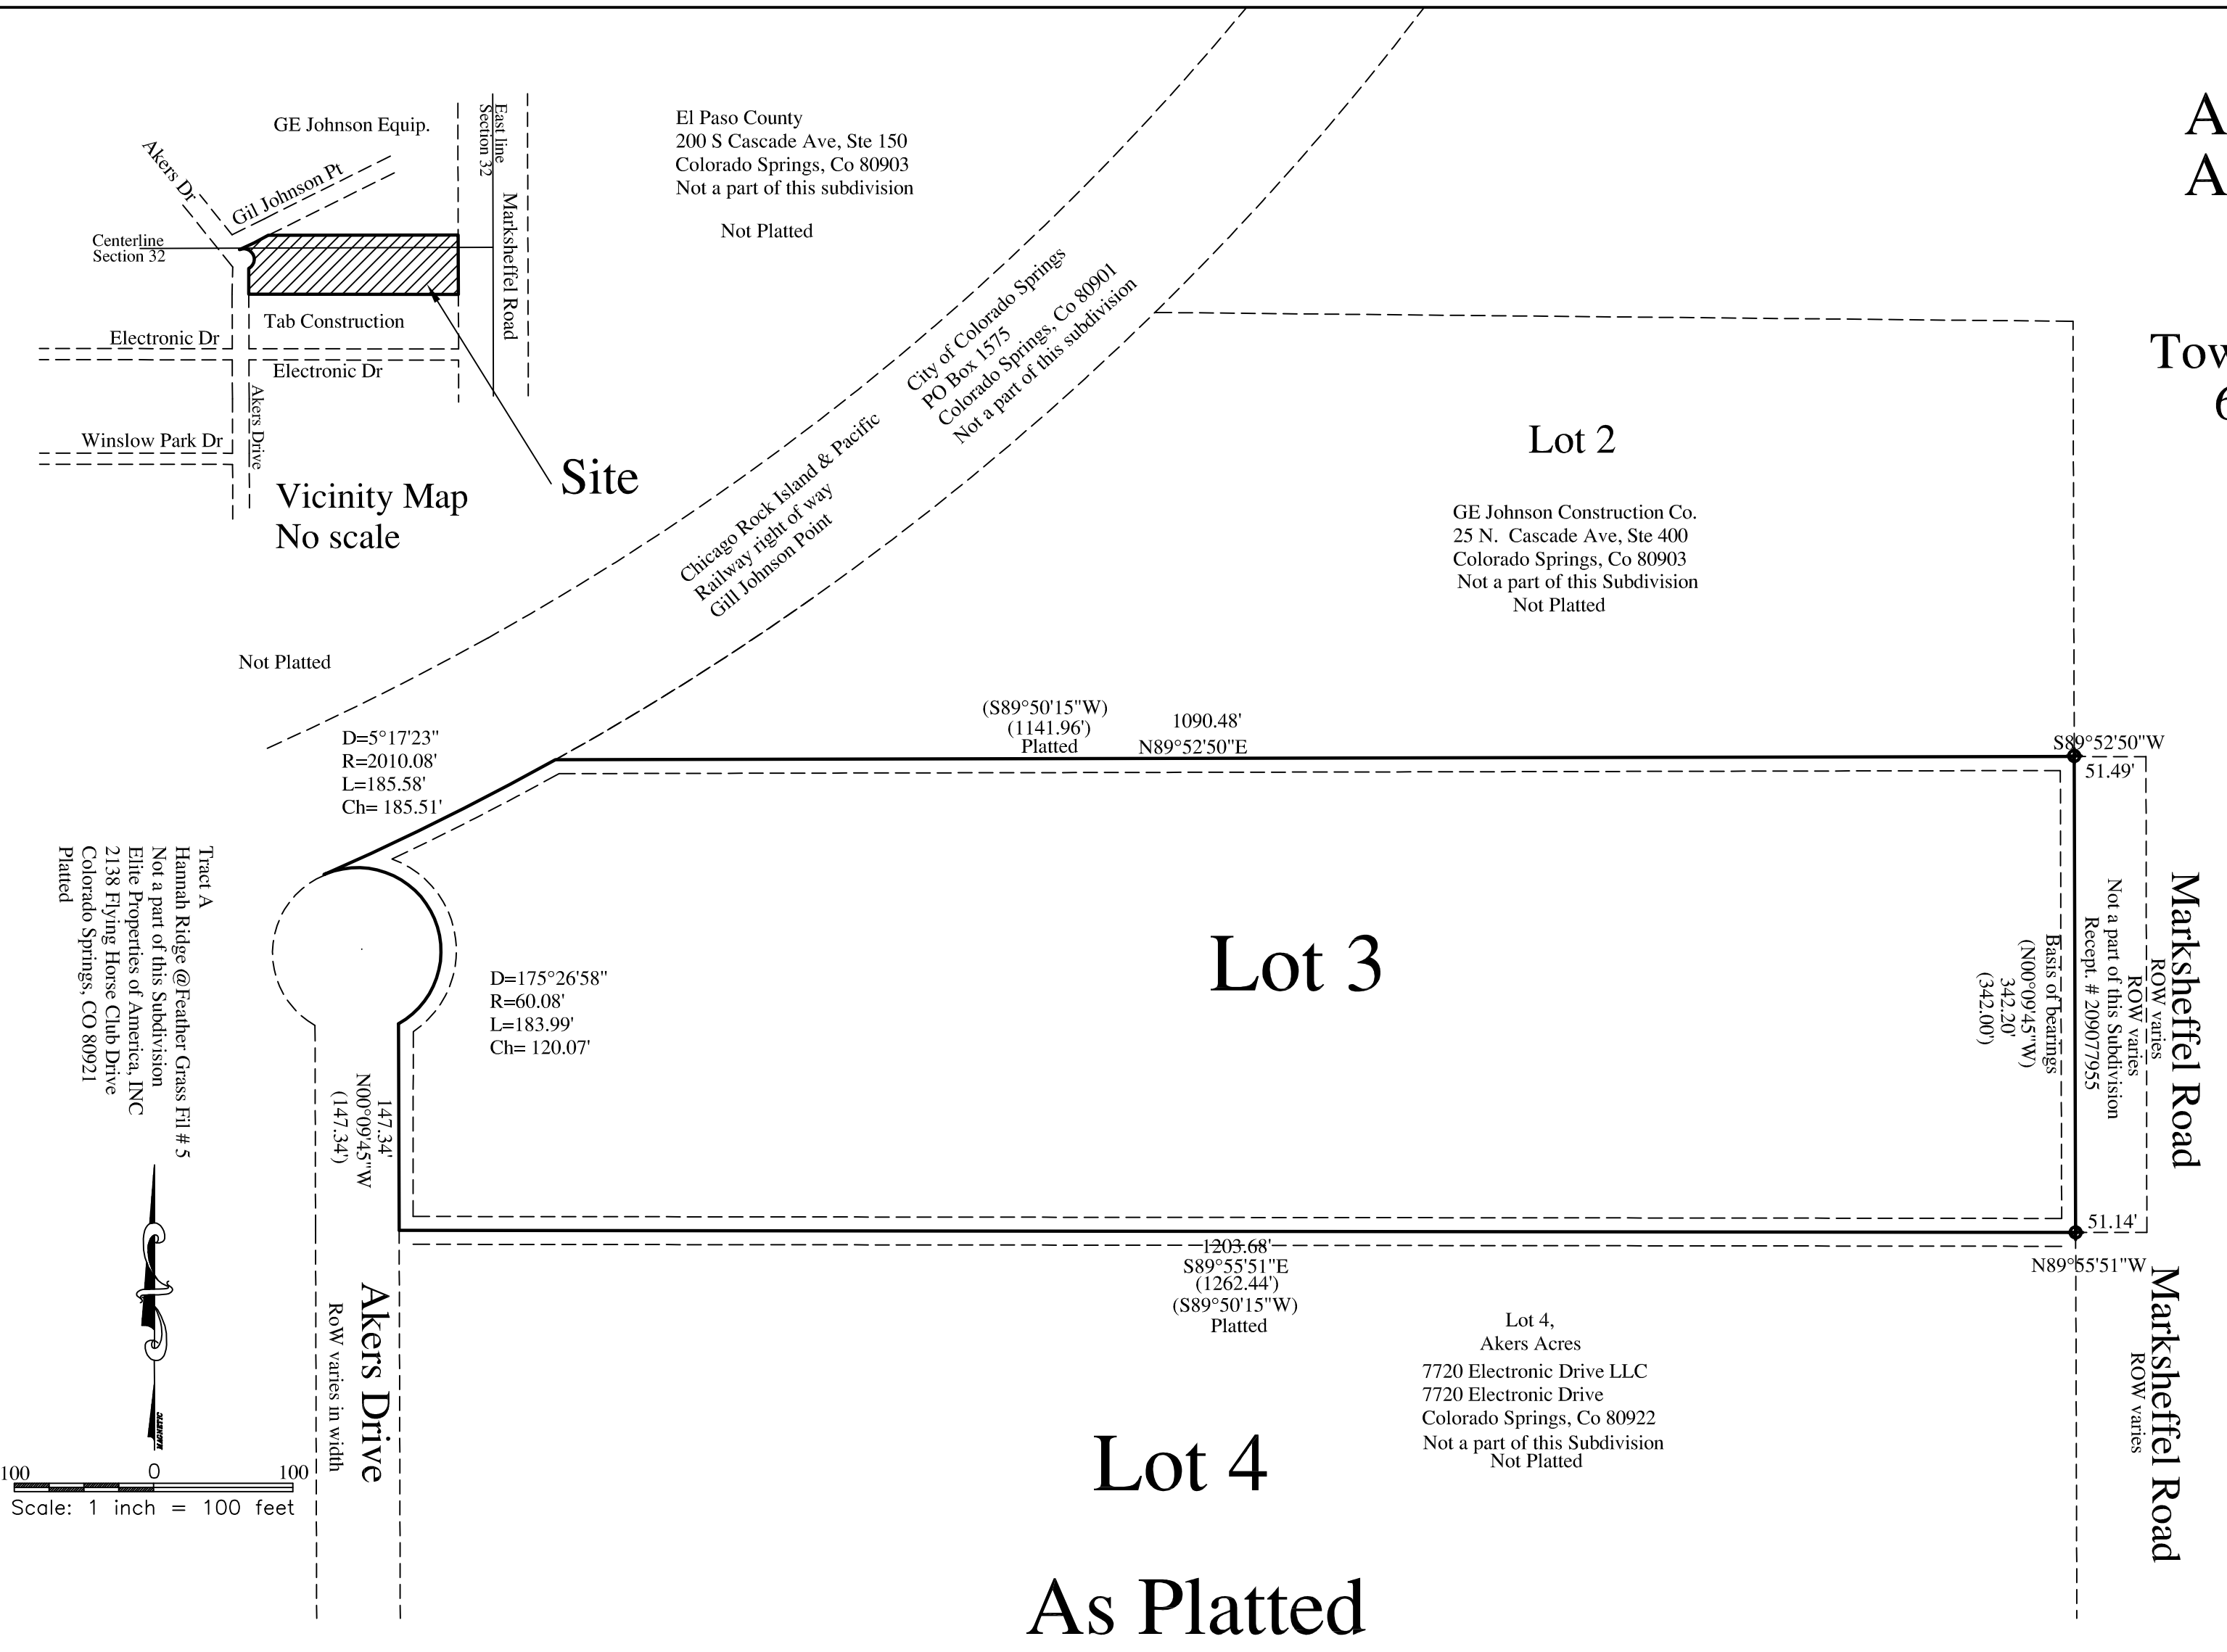 GE Johnson Equip.
Akers Dr
Gil Johnson Pt
East line
Section 32
Marksheffel Road
Centerline
Section 32
Tab Construction
Electronic Dr
Electronic Dr
Akers Drive
Winslow Park Dr
Site
Vicinity Map
No scale
El Paso County
200 S Cascade Ave, Ste 150
Colorado Springs, Co 80903
Not a part of this subdivision
Not Platted
City of Colorado Springs
PO Box 1575
Colorado Springs, Co 80901
Not a part of this subdivision
Chicago Rock Island & Pacific
Railway right of way
Gill Johnson Point
A
A
Tow
6
Lot 2
GE Johnson Construction Co.
25 N. Cascade Ave, Ste 400
Colorado Springs, Co 80903
Not a part of this Subdivision
Not Platted
Not Platted
D=5°17'23"
R=2010.08'
L=185.58'
Ch= 185.51'
(S89°50'15"W)
(1141.96')
Platted
1090.48'
N89°52'50"E
S89°52'50"W
51.49'
Tract A
Hannah Ridge @Feather Grass Fil # 5
Not a part of this Subdivision
Elite Properties of America, INC
2138 Flying Horse Club Drive
Colorado Springs, CO 80921
Platted
D=175°26'58"
R=60.08'
L=183.99'
Ch= 120.07'
Lot 3
Basis of bearings
(N00°09'45"W)
342.20'
(342.00')
Marksheffel Road
ROW varies
ROW varies
Not a part of this Subdivision
Recept. # 209077955
147.34'
N00°09'45"W
(147.34')
51.14'
N89°55'51"W
1203.68'
S89°55'51"E
(1262.44')
(S89°50'15"W)
Platted
Akers Drive
RoW varies in width
Lot 4,
Akers Acres
7720 Electronic Drive LLC
7720 Electronic Drive
Colorado Springs, Co 80922
Not a part of this Subdivision
Not Platted
Marksheffel Road
ROW varies
Lot 4
100 0 100
Scale: 1 inch = 100 feet
As Platted